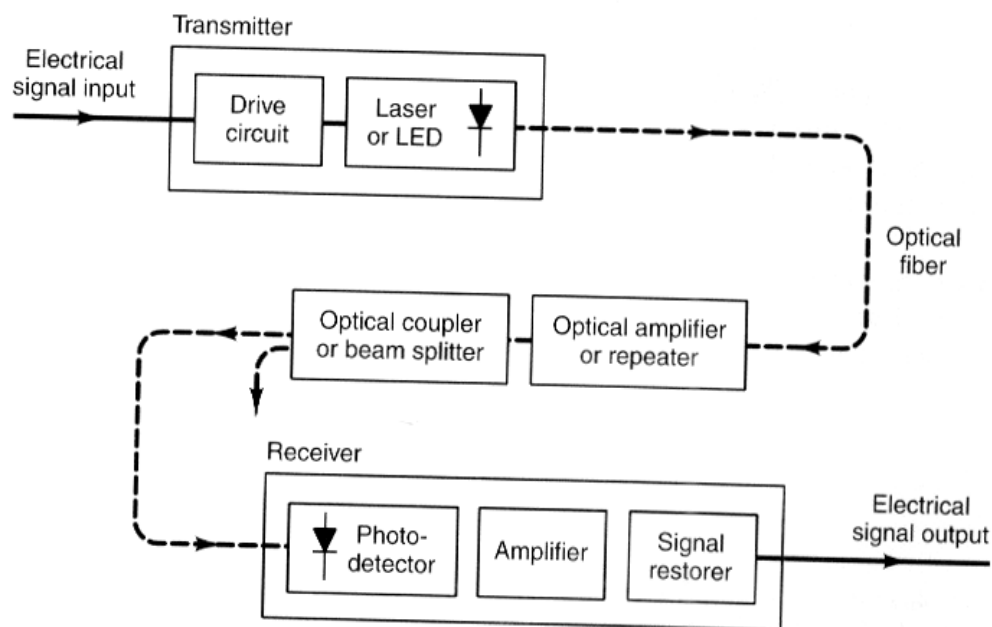 Transmitter
Electrical
signal input
Drive
circuit
Laser
or LED
Optical
fiber
Optical coupler
or beam splitter
Optical amplifier
or repeater
Receiver
Photo-
detector
Amplifier
Signal
restorer
Electrical
signal output